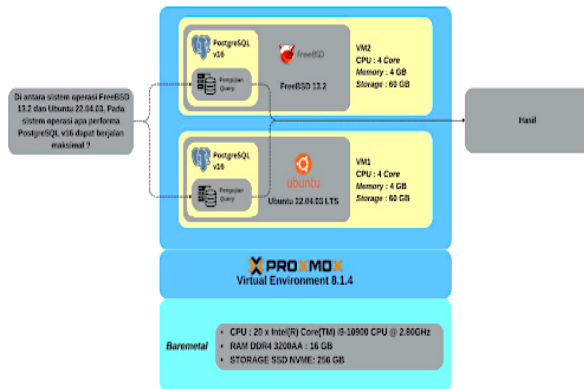 Di antara sistem operasi FreeBSD
13.2 dan Ubuntu 22.04.03, Pada
sistem operasi apa performa
PostgreSQL v16 dapat berjalan
maksimal ?
PostgreSQL
v16
Pengujian
Query
freeBSD
FreeBSD 13.2
VM2
CPU : 4 Core
Memory : 4 GB
Storage : 60 GB
Hasil
PostgreSQL
v16
Pengujian
Query
ubuntu
Ubuntu 22.04.03 LTS
VM1
CPU : 4 Core
Memory : 4 GB
Storage : 60 GB
PROXMOX
Virtual Environment 8.1.4
Baremetal
• CPU : 20 x Intel(R) Core(TM) i9-10900 CPU @ 2.80GHz
• RAM DDR4 3200AA : 16 GB
• STORAGE SSD NVME: 256 GB